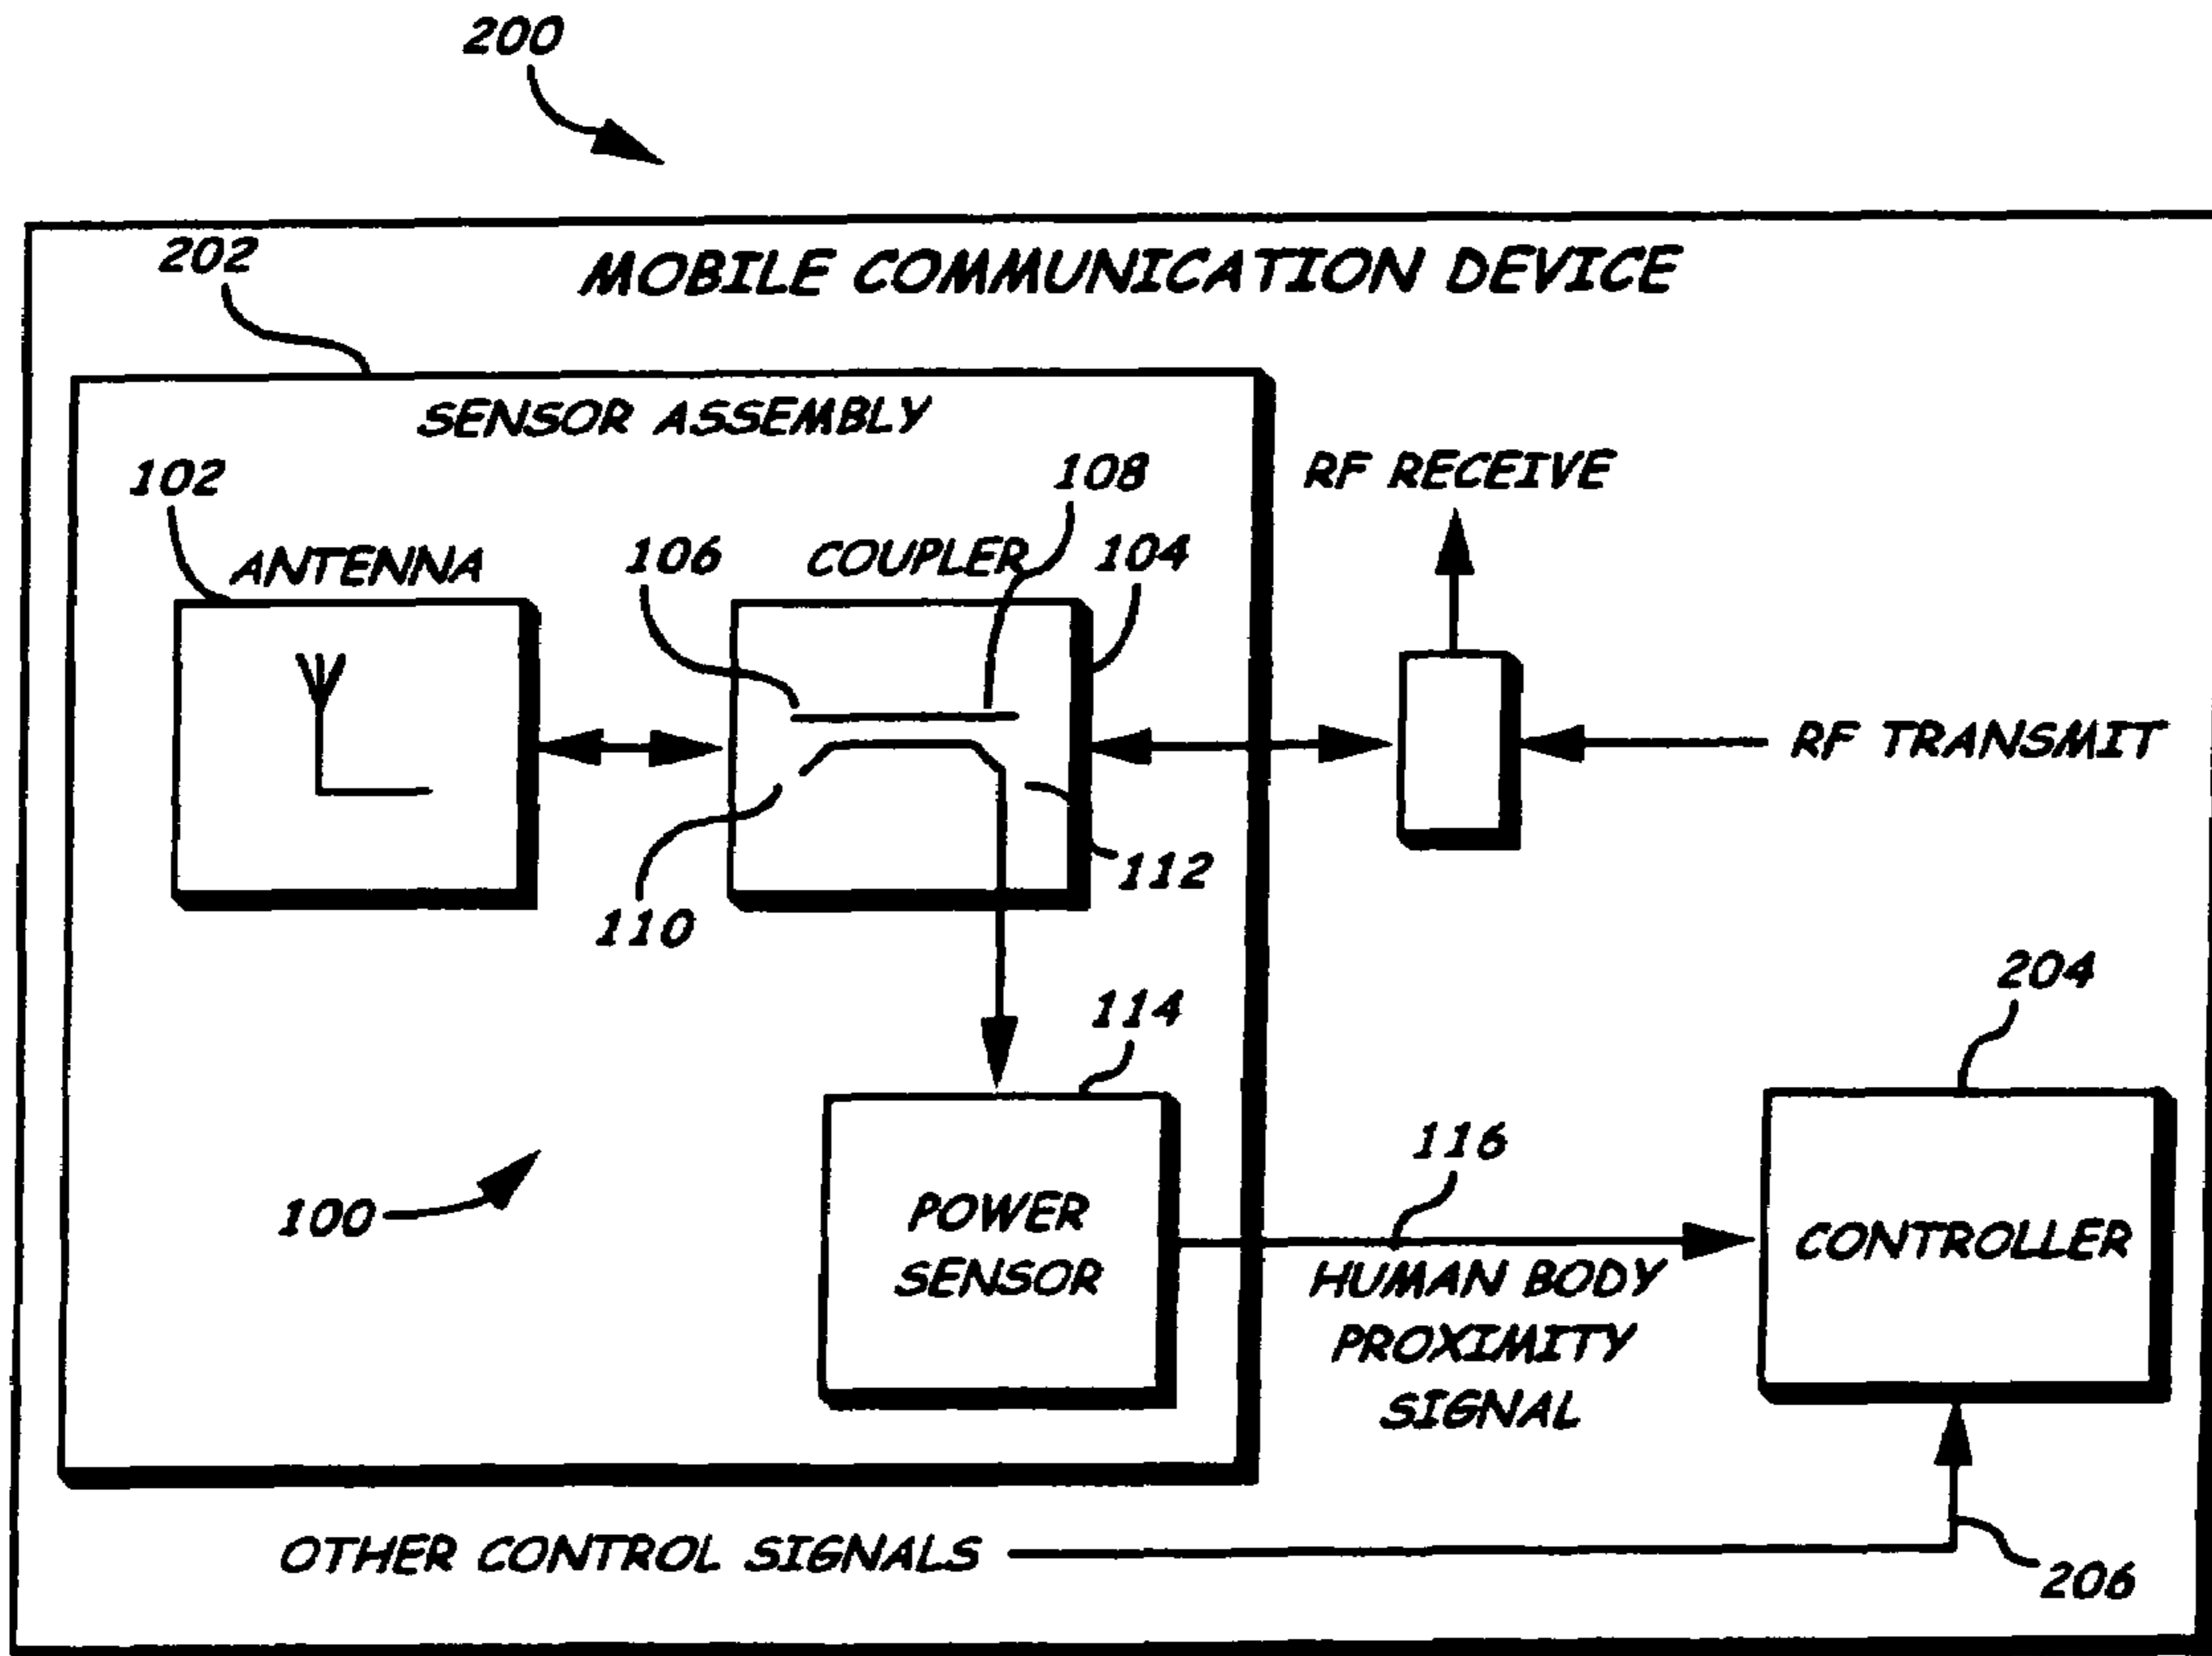 200
202
MOBILE COMMUNICATION DEVICE
SENSOR ASSEMBLY
102
108
RF RECEIVE
ANTENNA
106
COUPLER
104
RF TRANSMIT
110
112
204
114
116
100
POWER
SENSOR
CONTROLLER
HUMAN BODY
PROXIMITY
SIGNAL
OTHER CONTROL SIGNALS
206